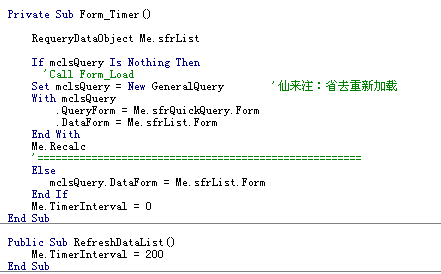 Private Sub Form_Timer()
RequeryDataObject Me.sfrList
If mclsQuery Is Nothing Then
'Call Form_Load
Set mclsQuery = New GeneralQuery '仙来注：省去重新加载
With mclsQuery
.QueryForm = Me.sfrQuickQuery.Form
.DataForm = Me.sfrList.Form
End With
Me.Recalc
'======================================================
Else
mclsQuery.DataForm = Me.sfrList.Form
End If
Me.TimerInterval = 0
End Sub
Public Sub RefreshDataList()
Me.TimerInterval = 200
End Sub